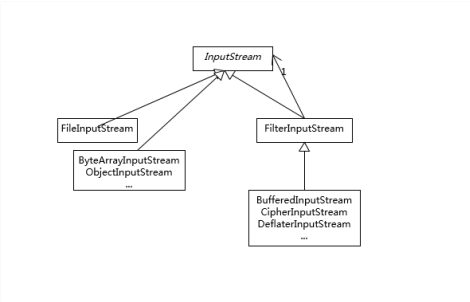 InputStream
1
FileInputStream
FilterInputStream
ByteArrayInputStream
ObjectInputStream
...
BufferedInputStream
CipherInputStream
DeflaterInputStream
...